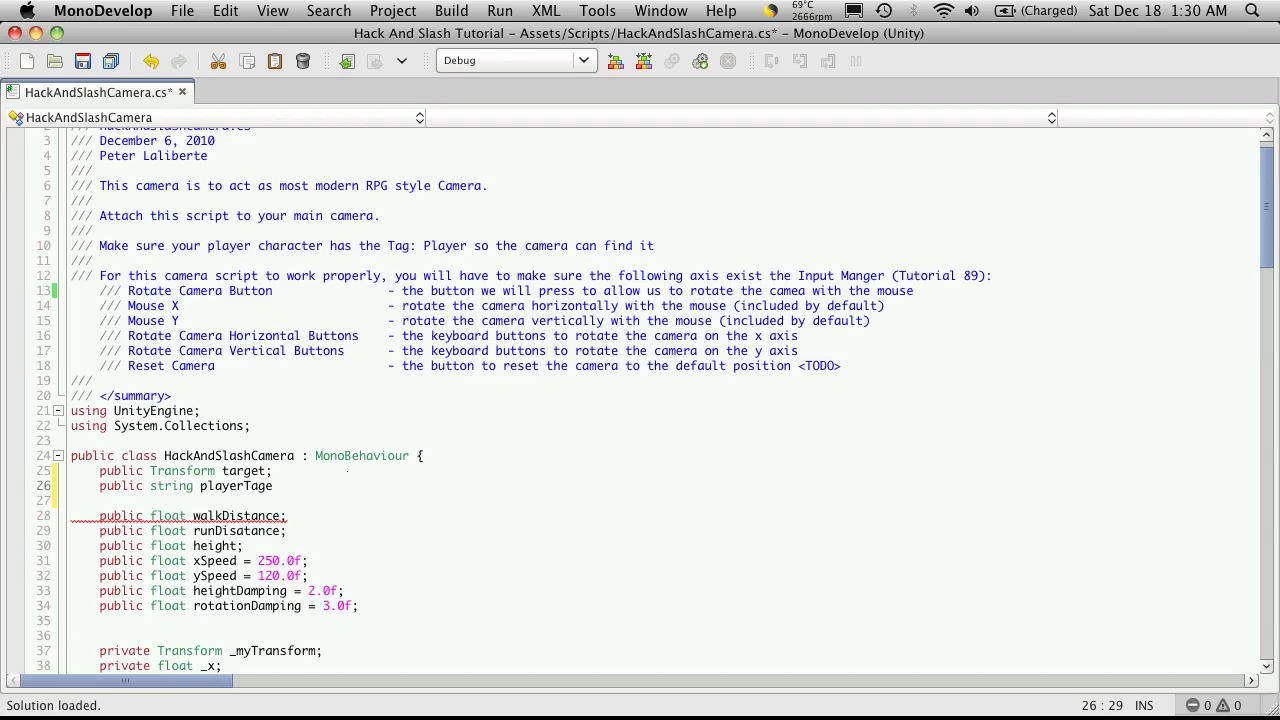 MonoDevelop File Edit View Search Project Build Run XML Tools Window Help 69°C 2666rpm (Charged) Sat Dec 18 1:30 AM
Hack And Slash Tutorial - Assets/Scripts/HackAndSlashCamera.cs* - MonoDevelop (Unity)
Debug
HackAndSlashCamera.cs* ×
HackAndSlashCamera
2 /// HackAndSlashCamera.cs
3 /// December 6, 2010
4 /// Peter Laliberte
5 ///
6 /// This camera is to act as most modern RPG style Camera.
7 ///
8 /// Attach this script to your main camera.
9 ///
10 /// Make sure your player character has the Tag: Player so the camera can find it
11 ///
12 /// For this camera script to work properly, you will have to make sure the following axis exist the Input Manger (Tutorial 89):
13 /// Rotate Camera Button - the button we will press to allow us to rotate the camea with the mouse
14 /// Mouse X - rotate the camera horizontally with the mouse (included by default)
15 /// Mouse Y - rotate the camera vertically with the mouse (included by default)
16 /// Rotate Camera Horizontal Buttons - the keyboard buttons to rotate the camera on the x axis
17 /// Rotate Camera Vertical Buttons - the keyboard buttons to rotate the camera on the y axis
18 /// Reset Camera - the button to reset the camera to the default position <TODO>
19 ///
20 /// </summary>
21 using UnityEngine;
22 using System.Collections;
23
24 public class HackAndSlashCamera : MonoBehaviour {
25 public Transform target;
26 public string playerTage
27
28 public float walkDistance;
29 public float runDisatance;
30 public float height;
31 public float xSpeed = 250.0f;
32 public float ySpeed = 120.0f;
33 public float heightDamping = 2.0f;
34 public float rotationDamping = 3.0f;
35
36
37 private Transform _myTransform;
38 private float _x;
Solution loaded. 26 : 29 INS 0 0